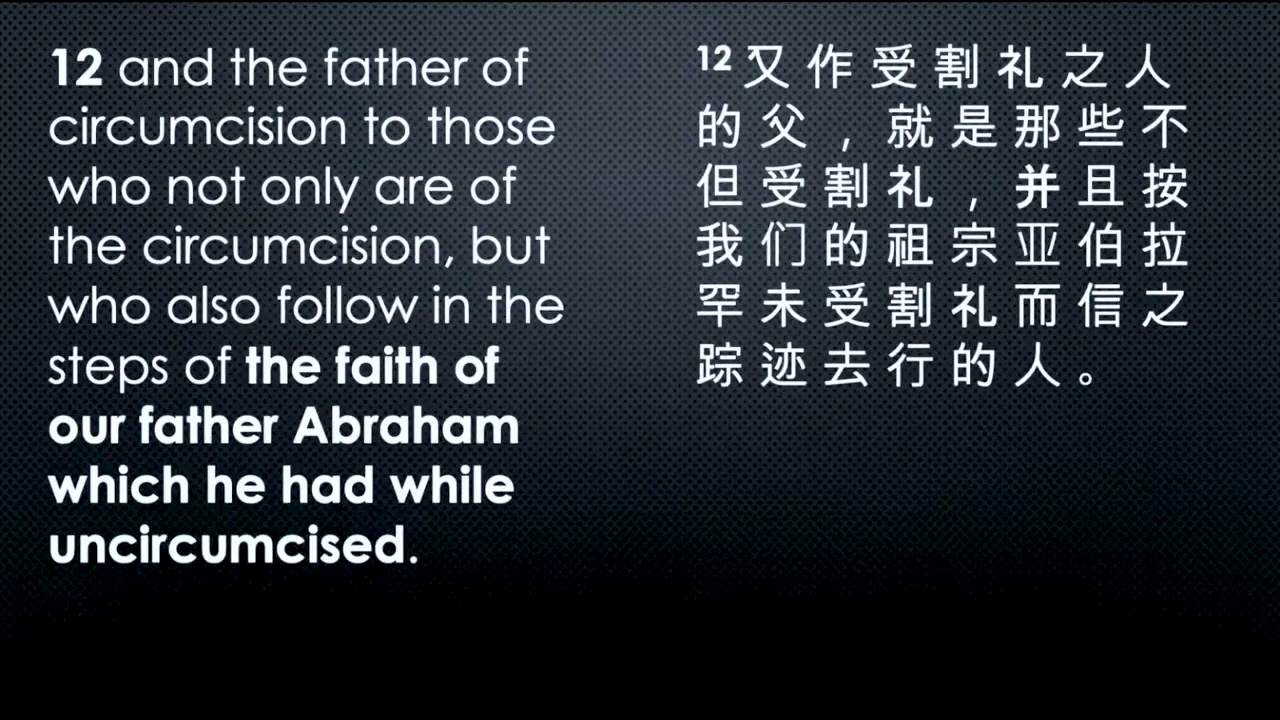 12 and the father of
circumcision to those
who not only are of
the circumcision, but
who also follow in the
steps of the faith of
our father Abraham
which he had while
uncircumcised.
12又作受割礼之人
的父，就是那些不
但受割礼，并且按
我们的祖宗亚伯拉
罕未受割礼而信之
踪迹去行的人。